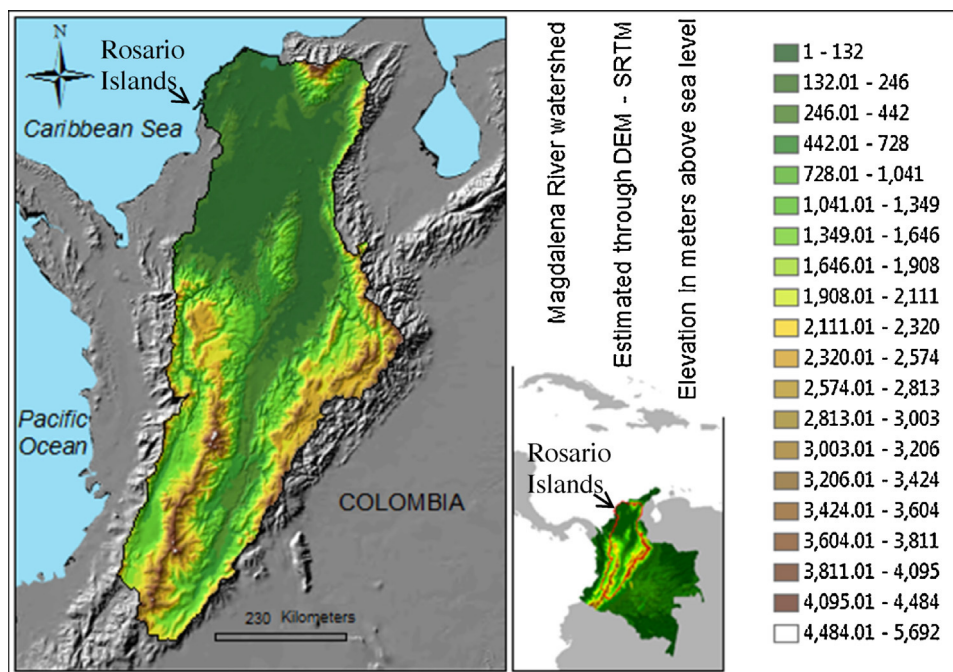 N
Rosario
Islands
Caribbean Sea
Pacific
Ocean
COLOMBIA
230 Kilometers
Magdalena River watershed
Estimated through DEM - SRTM
Elevation in meters above sea level
Rosario
Islands
1 - 132
132.01 - 246
246.01 - 442
442.01 - 728
728.01 - 1,041
1,041.01 - 1,349
1,349.01 - 1,646
1,646.01 - 1,908
1,908.01 - 2,111
2,111.01 - 2,320
2,320.01 - 2,574
2,574.01 - 2,813
2,813.01 - 3,003
3,003.01 - 3,206
3,206.01 - 3,424
3,424.01 - 3,604
3,604.01 - 3,811
3,811.01 - 4,095
4,095.01 - 4,484
4,484.01 - 5,692